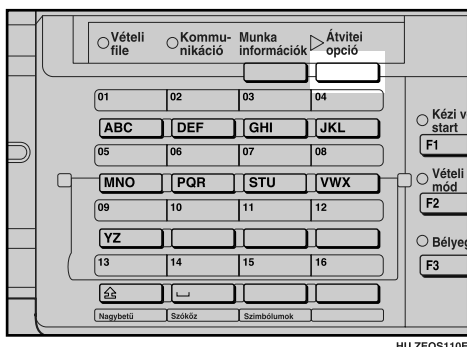 Vételi file
Kommu-nikáció
Munka információk
Átvitei opció
01 02 03 04
ABC DEF GHI JKL
05 06 07 08
MNO PQR STU VWX
09 10 11 12
YZ
13 14 15 16
Nagybetű Szóköz Szimbólumok
Kézi v
start
F1
Vételi
mód
F2
Bélyeg
F3
HU ZEOS110E